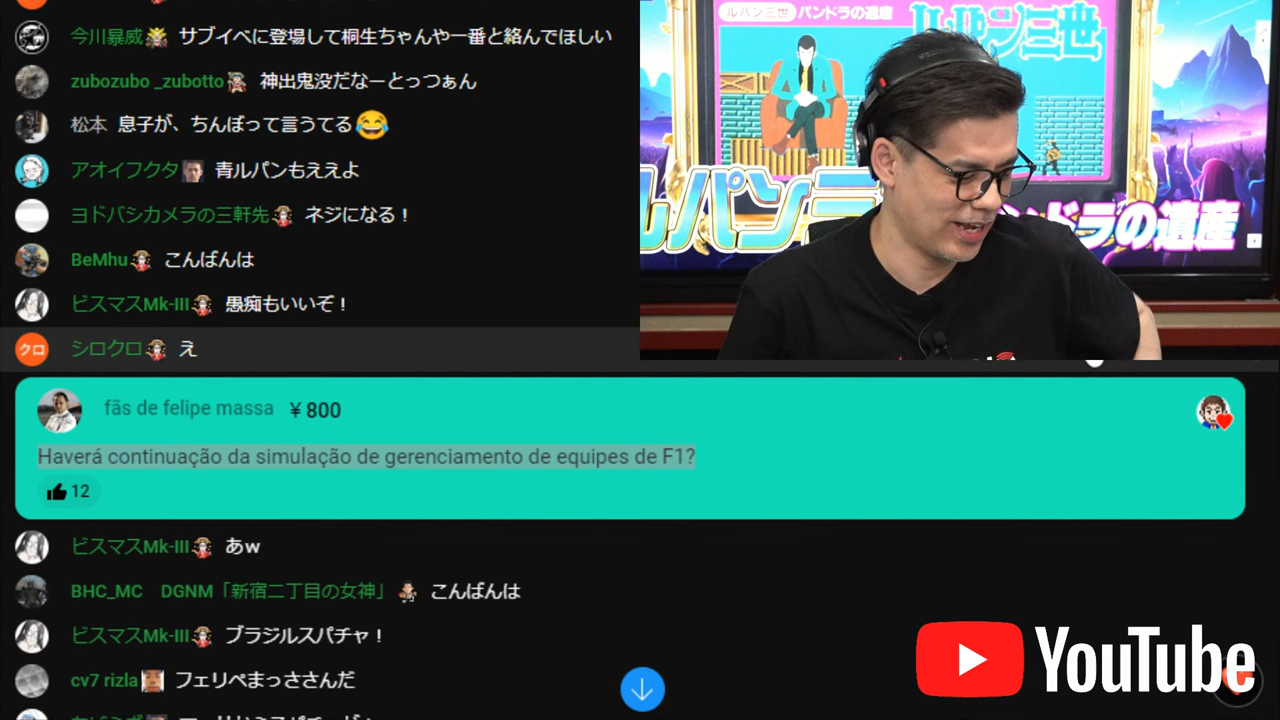 今川暴威 サブイベに登場して桐生ちゃんや一番と絡んでほしい
zubozubo _zubotto 神出鬼没だなーとっつぁん
松本 息子が、ちんぼって言うてる😂
アオイフクタ 青ルパンもええよ
ヨドバシカメラの三軒先 ネジになる！
BeMhu こんばんは
ビスマスMk-III 愚痴もいいぞ！
クロ シロクロ え
fãs de felipe massa ¥800
Haverá continuação da simulação de gerenciamento de equipes de F1?
12
ビスマスMk-III あw
BHC_MC DGNM「新宿二丁目の女神」 こんばんは
ビスマスMk-III ブラジルスパチャ！
cv7 rizla フェリペまっささんだ
ルパン三世 パンドラの遺産
ルパン三世
ルパン三
ンドラの遺産
YouTube